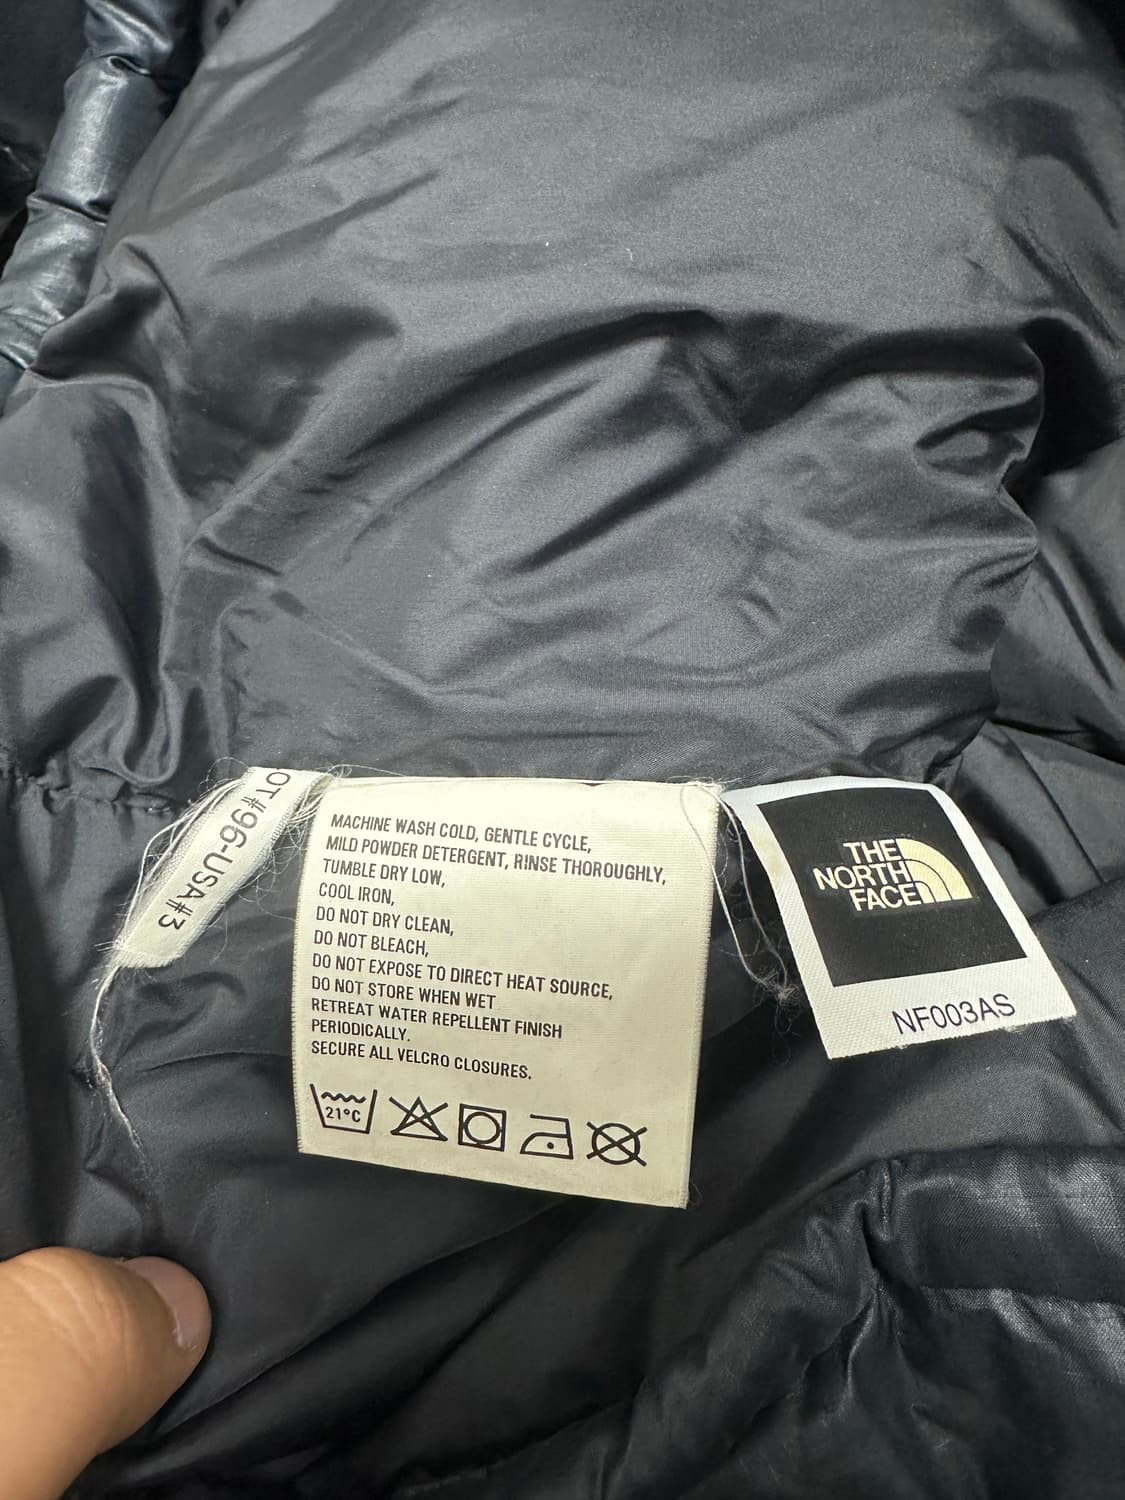 OT#96-USA#3
MACHINE WASH COLD, GENTLE CYCLE,
MILD POWDER DETERGENT, RINSE THOROUGHLY,
TUMBLE DRY LOW,
COOL IRON,
DO NOT DRY CLEAN,
DO NOT BLEACH,
DO NOT EXPOSE TO DIRECT HEAT SOURCE,
DO NOT STORE WHEN WET
RETREAT WATER REPELLENT FINISH
PERIODICALLY.
SECURE ALL VELCRO CLOSURES.
21°C
THE
NORTH
FACE
NF003AS